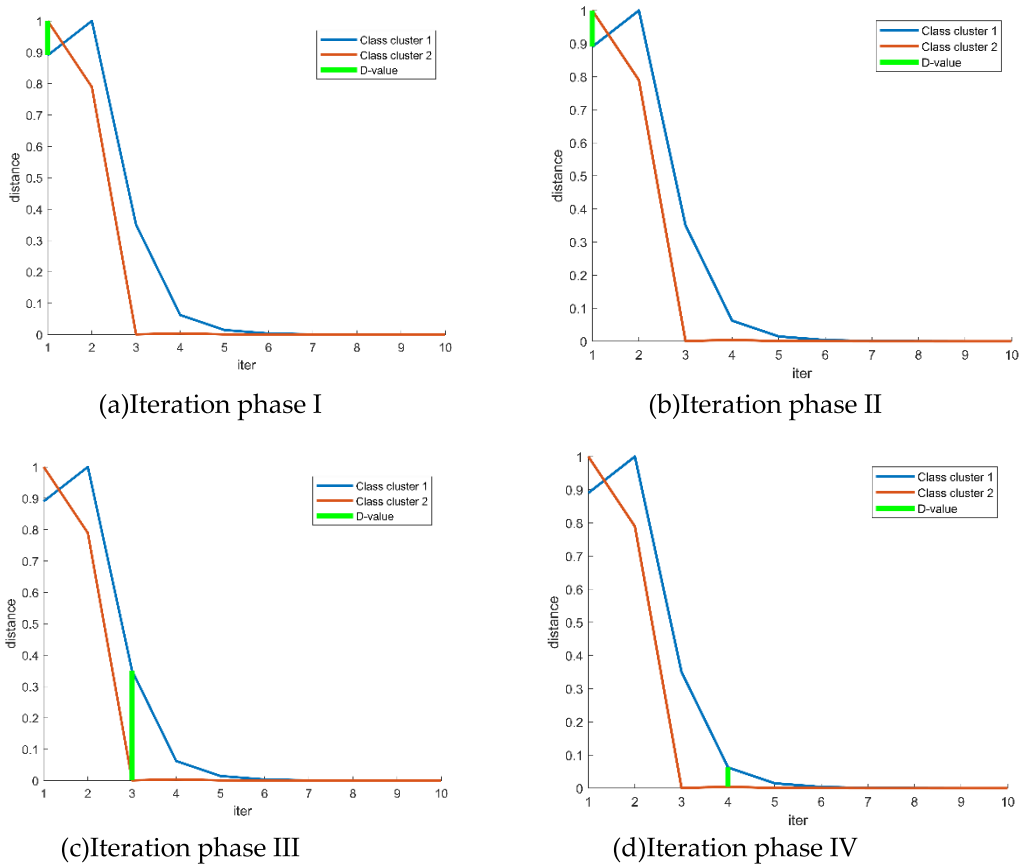 1
0.9
0.8
0.7
0.6
0.5
0.4
0.3
0.2
0.1
0
distance
Class cluster 1
Class cluster 2
D-value
1 2 3 4 5 6 7 8 9 10
iter
(a)Iteration phase I
1
0.9
0.8
0.7
0.6
0.5
0.4
0.3
0.2
0.1
0
distance
Class cluster 1
Class cluster 2
D-value
1 2 3 4 5 6 7 8 9 10
iter
(b)Iteration phase II
1
0.9
0.8
0.7
0.6
0.5
0.4
0.3
0.2
0.1
0
distance
Class cluster 1
Class cluster 2
D-value
1 2 3 4 5 6 7 8 9 10
iter
(c)Iteration phase III
1
0.9
0.8
0.7
0.6
0.5
0.4
0.3
0.2
0.1
0
distance
Class cluster 1
Class cluster 2
D-value
1 2 3 4 5 6 7 8 9 10
iter
(d)Iteration phase IV